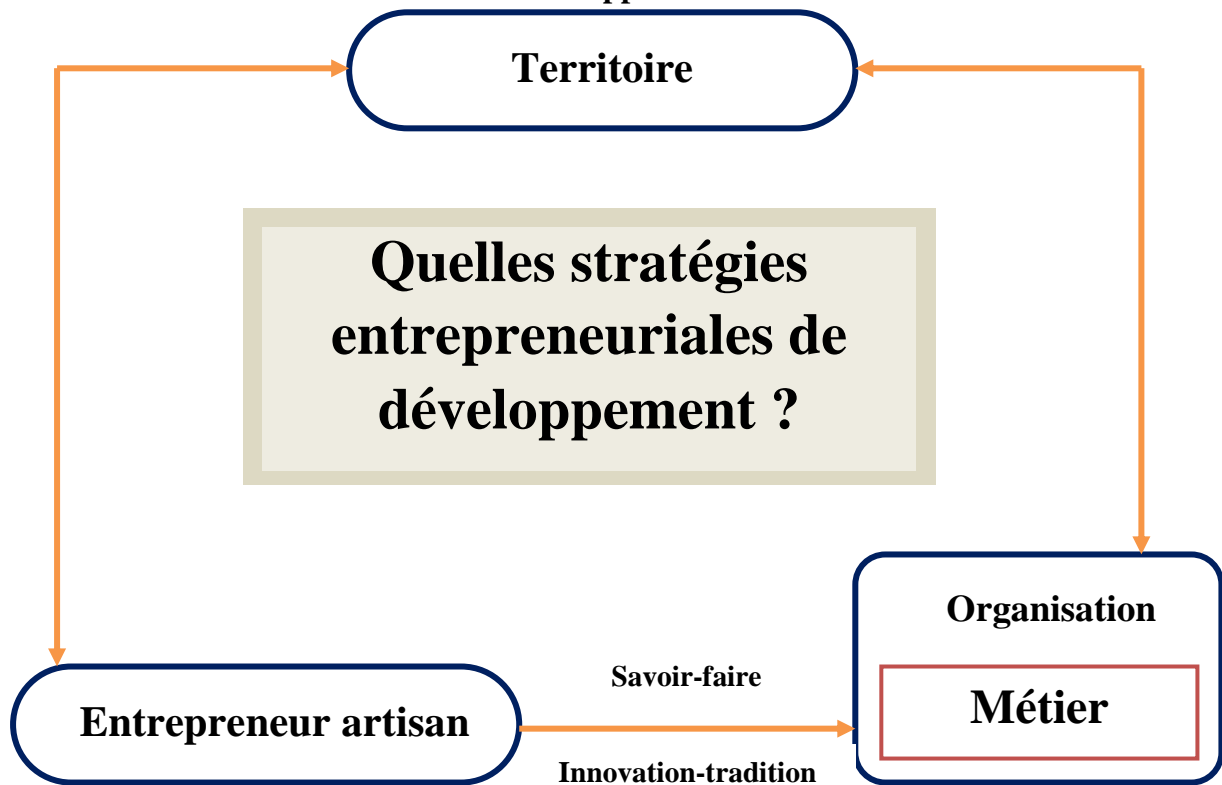 Territoire
Quelles stratégies
entrepreneuriales de
développement ?
Organisation
Savoir-faire
Métier
Entrepreneur artisan
Innovation-tradition